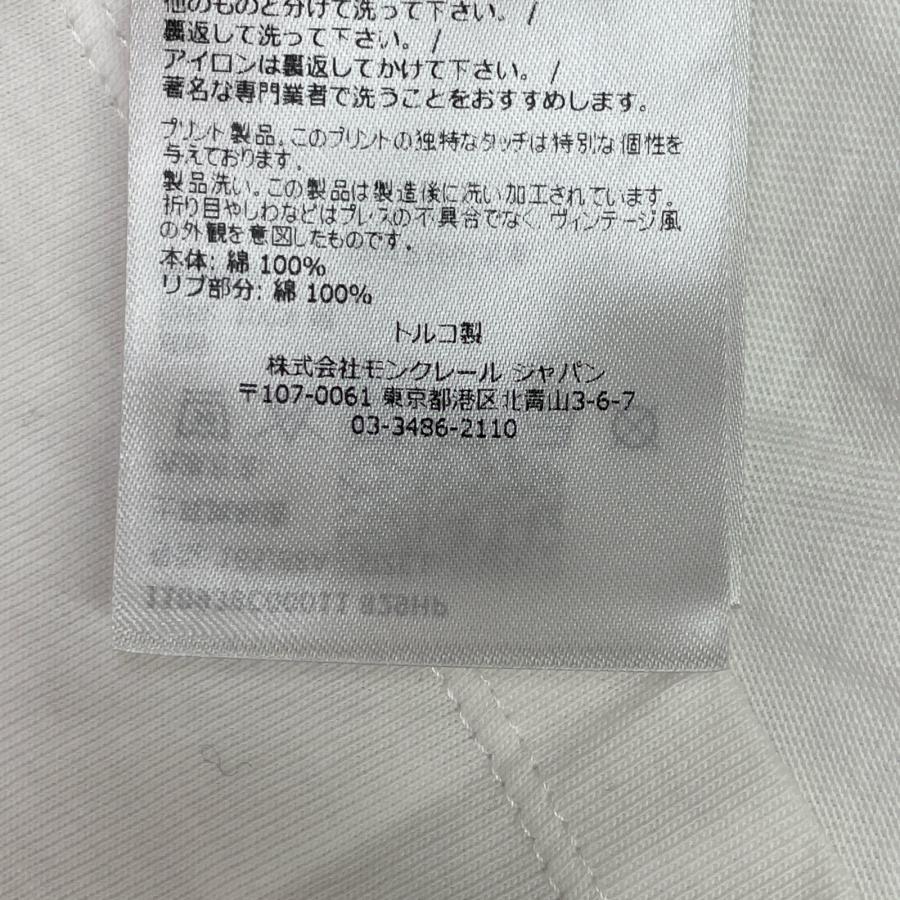 他のものと分けて洗って下さい。/
裏返して洗って下さい。/
アイロンは裏返してかけて下さい。/
著名な専門業者で洗うことをおすすめします。
プリント製品。このプリントの独特なタッチは特別な個性を
与えております。
製品洗い。この製品は製造後に洗い加工されています。
折り目やしわなどはプレスの不具合でなく、ヴィンテージ風
の外観を意図したものです。
本体: 綿 100%
リブ部分: 綿 100%
トルコ製
株式会社モンクレール ジャパン
〒107-0061 東京都港区北青山3-6-7
03-3486-2110